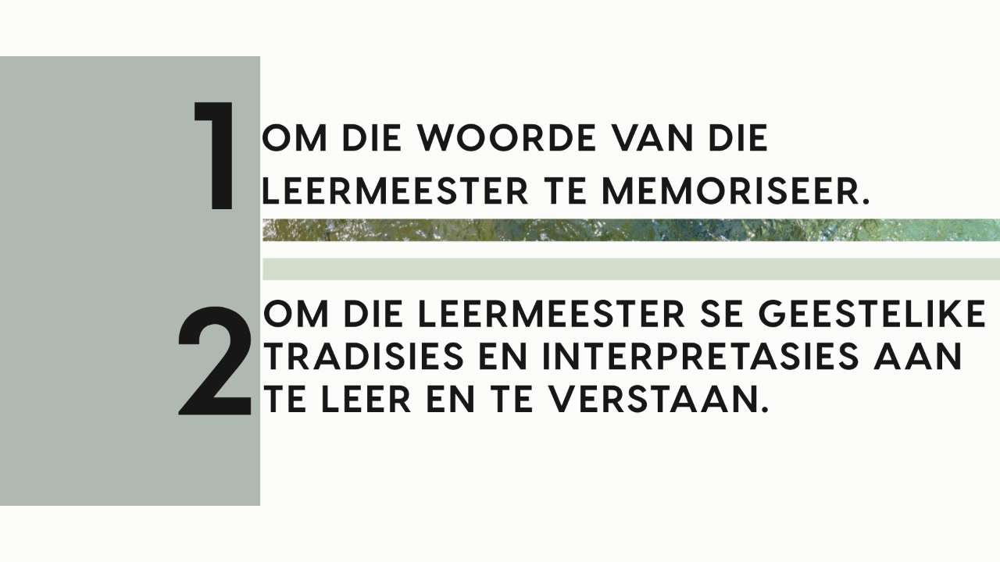 1
OM DIE WOORDE VAN DIE
LEERMEESTER TE MEMORISEER.
2
OM DIE LEERMEESTER SE GEESTELIKE
TRADISIES EN INTERPRETASIES AAN
TE LEER EN TE VERSTAAN.